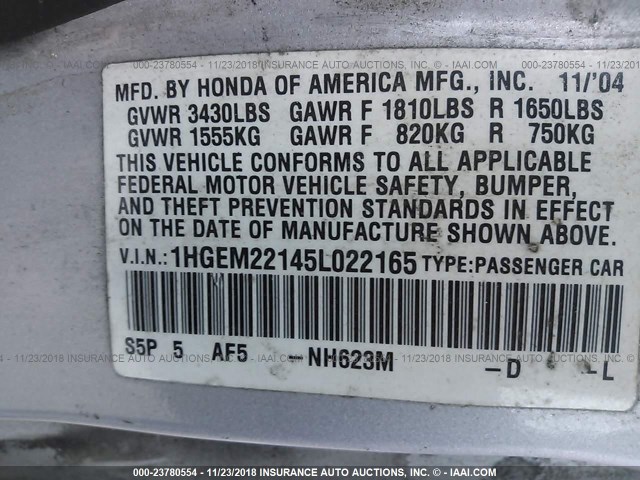 000-23780554 - 11/23/2018 INSURANCE AUTO AUCTIONS - © - IAAI.COM
MFD. BY HONDA OF AMERICA MFG., INC. 11/'04
GVWR 3430LBS GAWR F 1810LBS R 1650LBS
GVWR 1555KG GAWR F 820KG R 750KG
THIS VEHICLE CONFORMS TO ALL APPLICABLE
FEDERAL MOTOR VEHICLE SAFETY, BUMPER,
AND THEFT PREVENTION STANDARDS IN EFFECT
ON THE DATE OF MANUFACTURE SHOWN ABOVE.
V.I.N.:1HGEM22145L022165 TYPE:PASSENGER CAR
S5P 5 AF5 -NH623M -D -L
000-23780554 - 11/23/2018 INSURANCE AUTO AUCTIONS - © - IAAI.COM